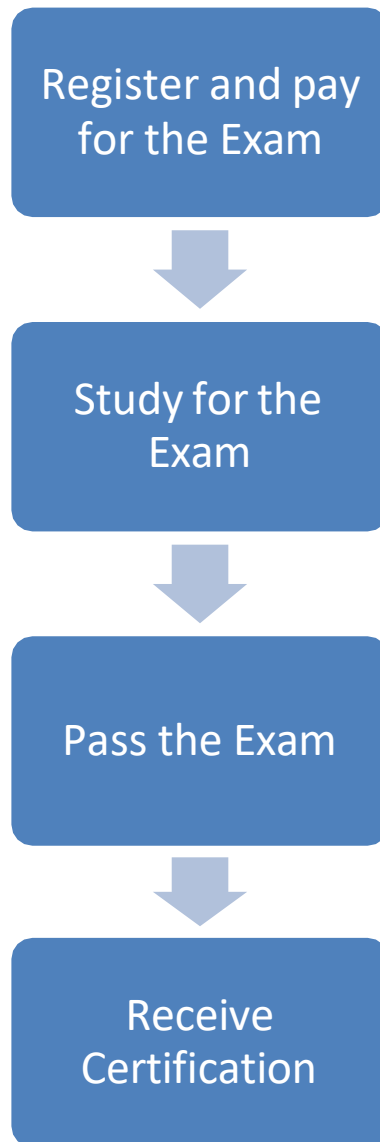 Register and pay
for the Exam
Study for the
Exam
Pass the Exam
Receive
Certification